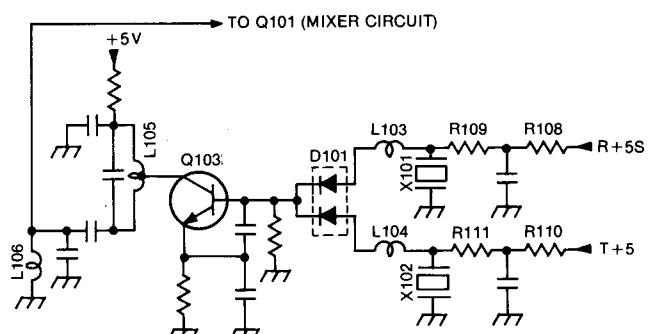 TO Q101 (MIXER CIRCUIT)
+5V
L105
Q103
D101
L103
R109
R108
R+5S
X101
L104
R111
R110
T+5
X102
L106